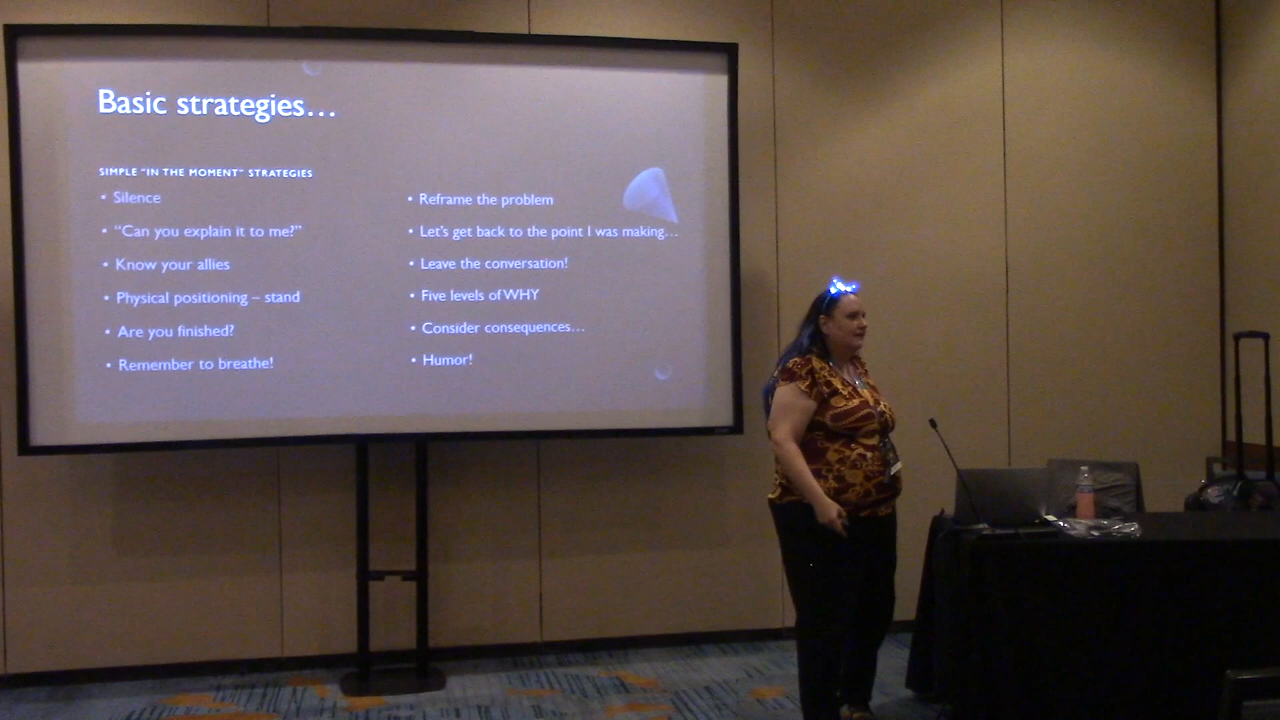 Basic strategies...
SIMPLE "IN THE MOMENT" STRATEGIES
• Silence
• "Can you explain it to me?"
• Know your allies
• Physical positioning – stand
• Are you finished?
• Remember to breathe!
• Reframe the problem
• Let's get back to the point I was making...
• Leave the conversation!
• Five levels of WHY
• Consider consequences...
• Humor!